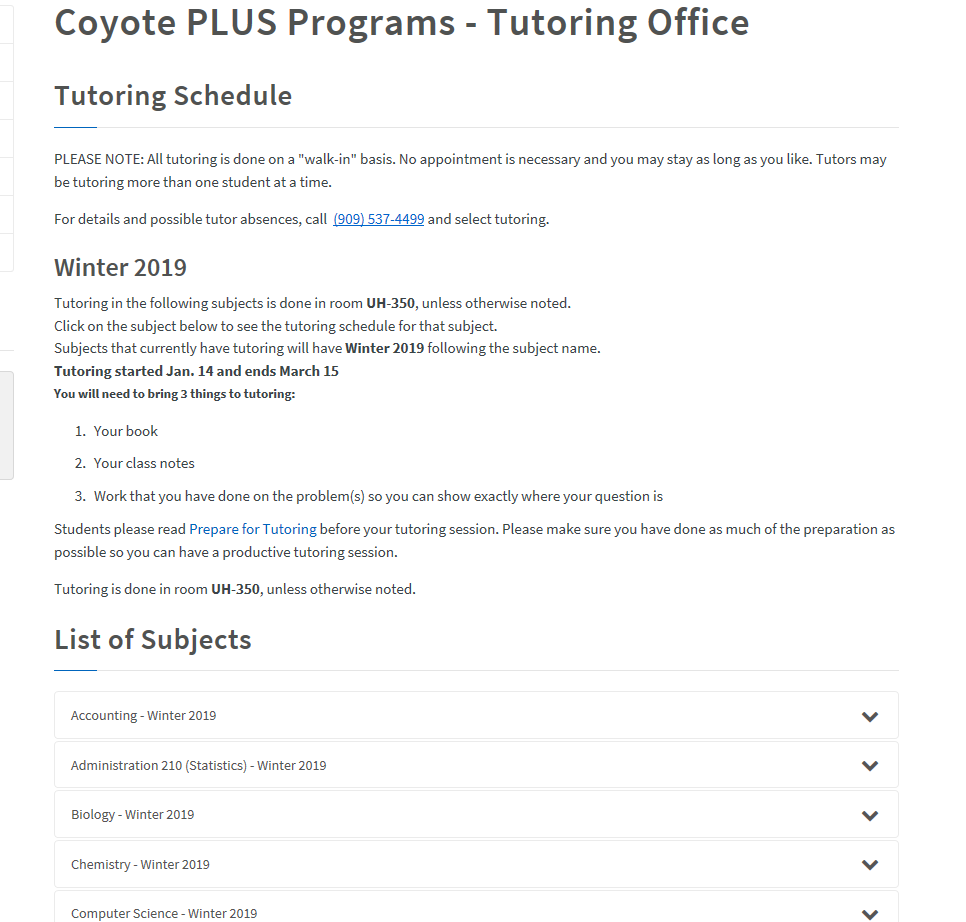 Coyote PLUS Programs - Tutoring Office
Tutoring Schedule
PLEASE NOTE: All tutoring is done on a "walk-in" basis. No appointment is necessary and you may stay as long as you like. Tutors may
be tutoring more than one student at a time.
For details and possible tutor absences, call (909) 537-4499 and select tutoring.
Winter 2019
Tutoring in the following subjects is done in room UH-350, unless otherwise noted.
Click on the subject below to see the tutoring schedule for that subject.
Subjects that currently have tutoring will have Winter 2019 following the subject name.
Tutoring started Jan. 14 and ends March 15
You will need to bring 3 things to tutoring:
1. Your book
2. Your class notes
3. Work that you have done on the problem(s) so you can show exactly where your question is
Students please read Prepare for Tutoring before your tutoring session. Please make sure you have done as much of the preparation as
possible so you can have a productive tutoring session.
Tutoring is done in room UH-350, unless otherwise noted.
List of Subjects
Accounting - Winter 2019
Administration 210 (Statistics) - Winter 2019
Biology - Winter 2019
Chemistry - Winter 2019
Computer Science - Winter 2019